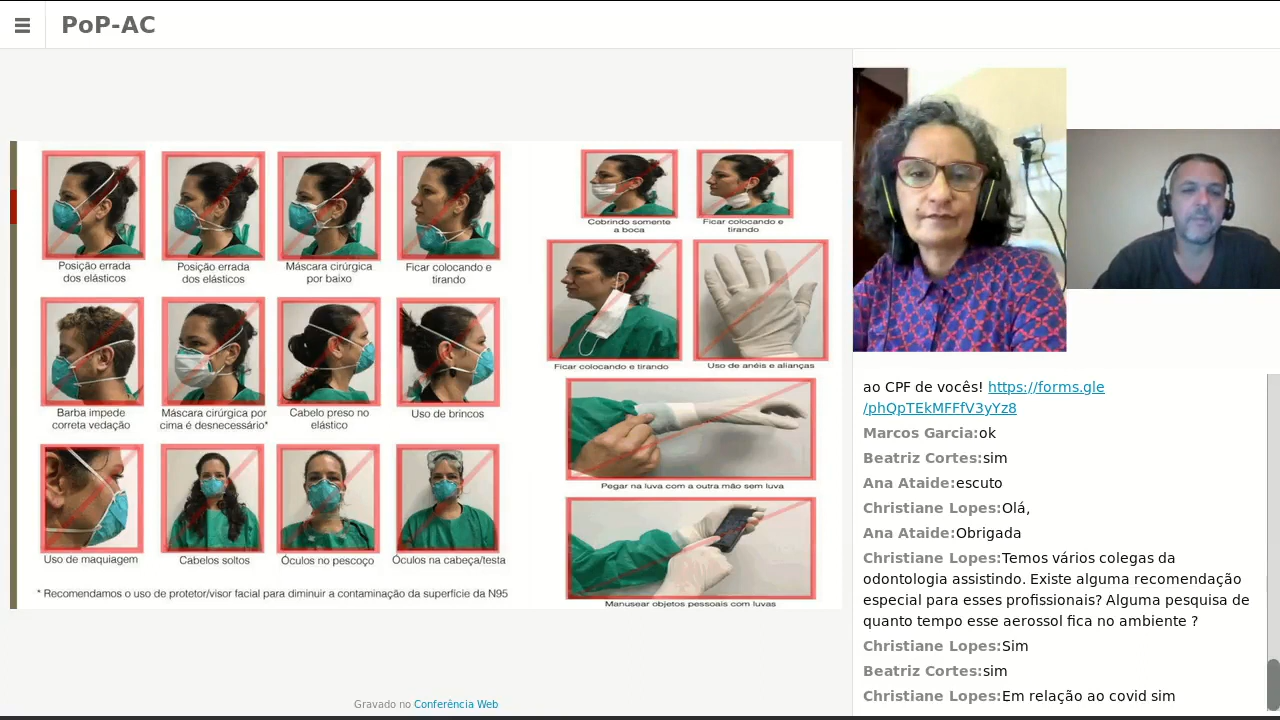 PoP-AC
Posição errada
dos elásticos
Posição errada
dos elásticos
Máscara cirúrgica
por baixo
Ficar colocando e
tirando
Barba impede
correta vedação
Máscara cirúrgica por
cima é desnecessário*
Cabelo preso no
elástico
Uso de brincos
Uso de maquiagem
Cabelos soltos
Óculos no pescoço
Óculos na cabeça/testa
* Recomendamos o uso de protetor/visor facial para diminuir a contaminação da superfície da N95
Cobrindo somente
a boca
Ficar colocando e
tirando
Ficar colocando e tirando
Uso de anéis e alianças
Pegar na luva com a outra mão sem luva
Manusear objetos pessoais com luvas
Gravado no Conferência Web
ao CPF de vocês! https://forms.gle
/phQpTEkMFFfV3yYz8
Marcos Garcia:ok
Beatriz Cortes:sim
Ana Ataide:escuto
Christiane Lopes:Olá,
Ana Ataide:Obrigada
Christiane Lopes:Temos vários colegas da
odontologia assistindo. Existe alguma recomendação
especial para esses profissionais? Alguma pesquisa de
quanto tempo esse aerossol fica no ambiente ?
Christiane Lopes:Sim
Beatriz Cortes:sim
Christiane Lopes:Em relação ao covid sim